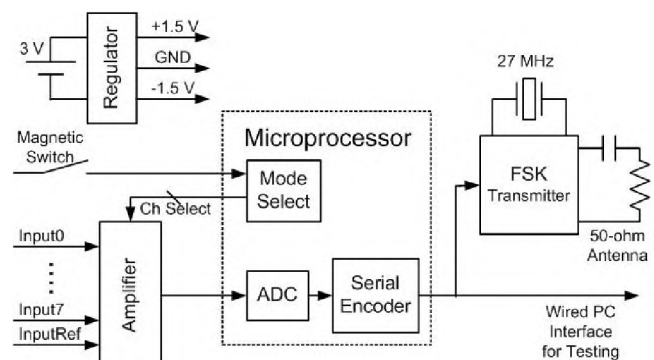 3 V
Regulator
+1.5 V
GND
-1.5 V
Magnetic
Switch
Microprocessor
Mode
Select
Ch Select
27 MHz
FSK
Transmitter
50-ohm
Antenna
Input0
Input7
InputRef
Amplifier
ADC
Serial
Encoder
Wired PC
Interface
for Testing